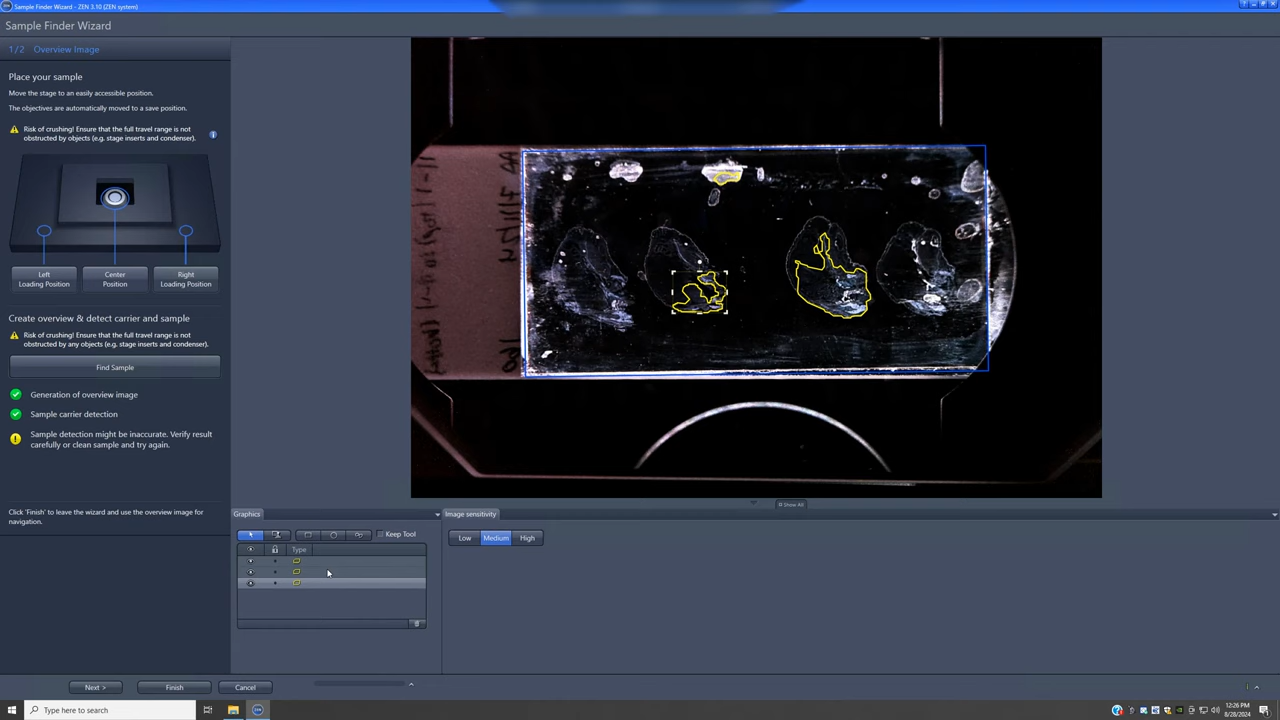 Sample Finder Wizard - ZEN 3.10 (ZEN system)
Sample Finder Wizard
1/2 Overview Image
Place your sample
Move the stage to an easily accessible position.
The objectives are automatically moved to a save position.
Risk of crushing! Ensure that the full travel range is not
obstructed by objects (e.g. stage inserts and condenser).
Left
Loading Position
Center
Position
Right
Loading Position
Create overview & detect carrier and sample
Risk of crushing! Ensure that the full travel range is not
obstructed by any objects (e.g. stage inserts and condenser).
Find Sample
Generation of overview image
Sample carrier detection
Sample detection might be inaccurate. Verify result
carefully or clean sample and try again.
Click 'Finish' to leave the wizard and use the overview image for
navigation.
Show All
Graphics
Keep Tool
Type
Image sensitivity
Low
Medium
High
Next >
Finish
Cancel
Type here to search
12:26 PM
8/28/2024